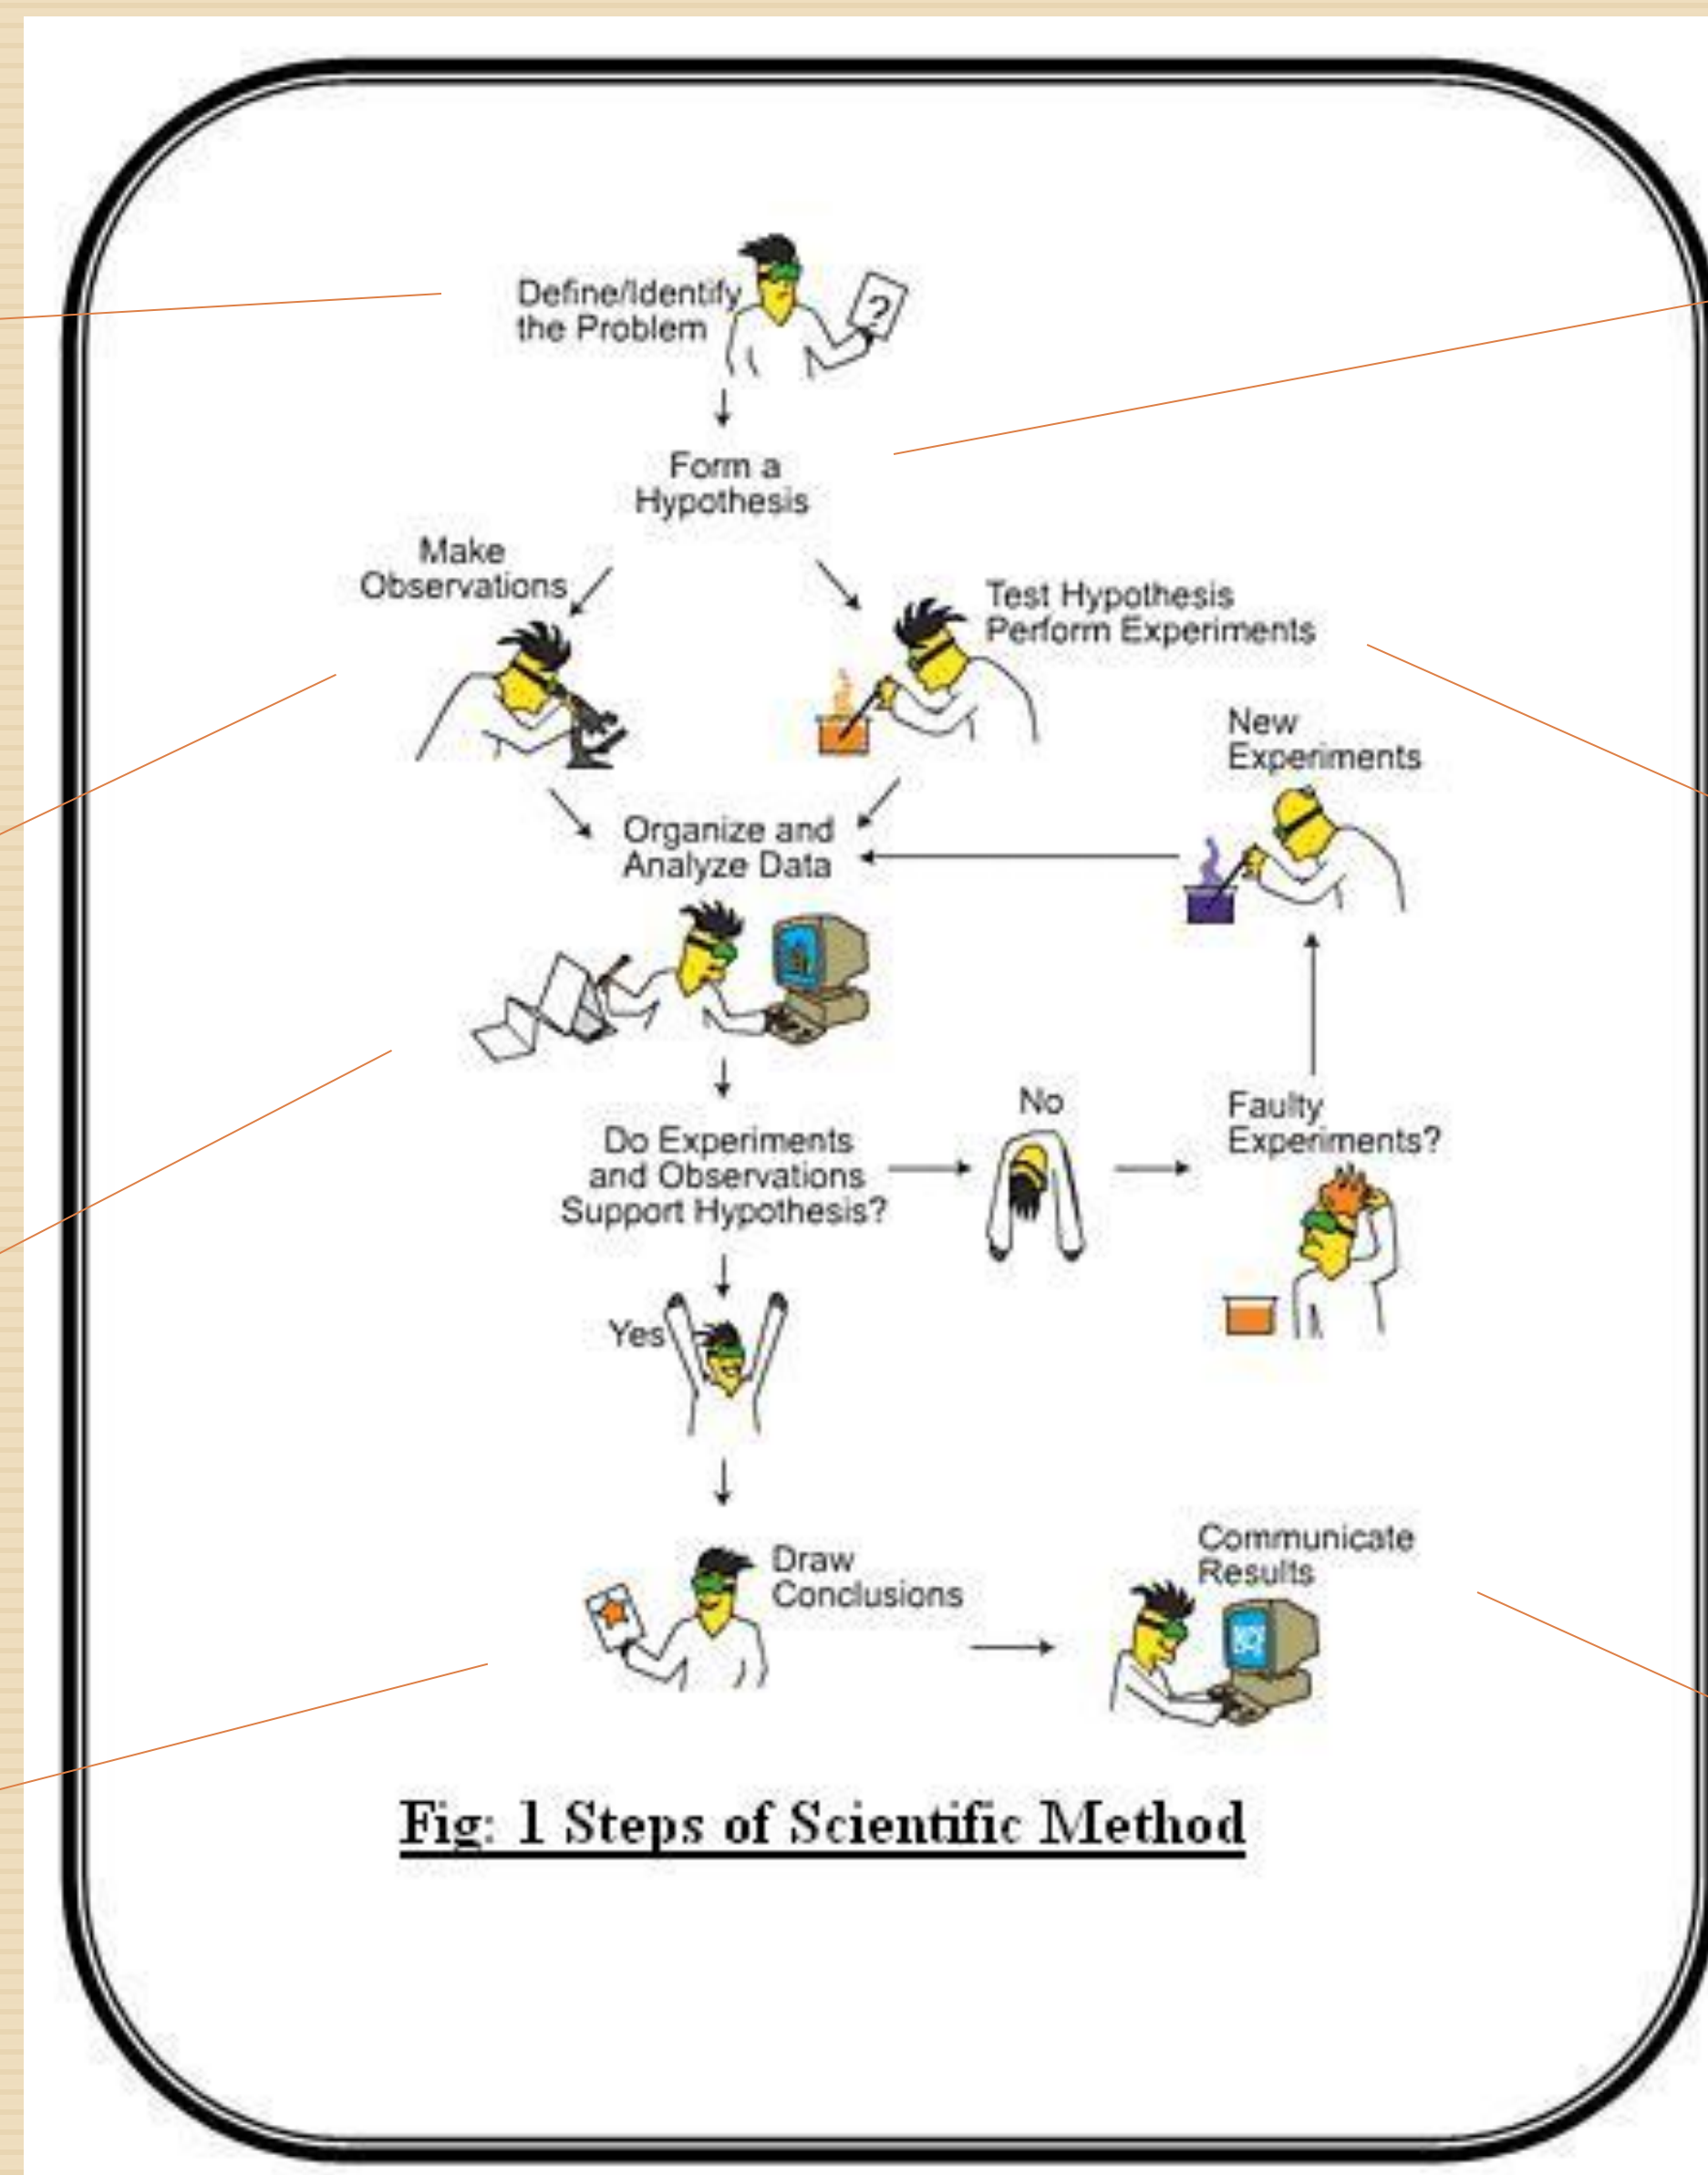 Define/Identify
the Problem
?
Form a
Hypothesis
Make
Observations
Test Hypothesis
Perform Experiments
New
Experiments
Organize and
Analyze Data
Do Experiments
and Observations
Support Hypothesis?
No
Faulty
Experiments?
Yes
Draw
Conclusions
Communicate
Results
Fig: 1 Steps of Scientific Method